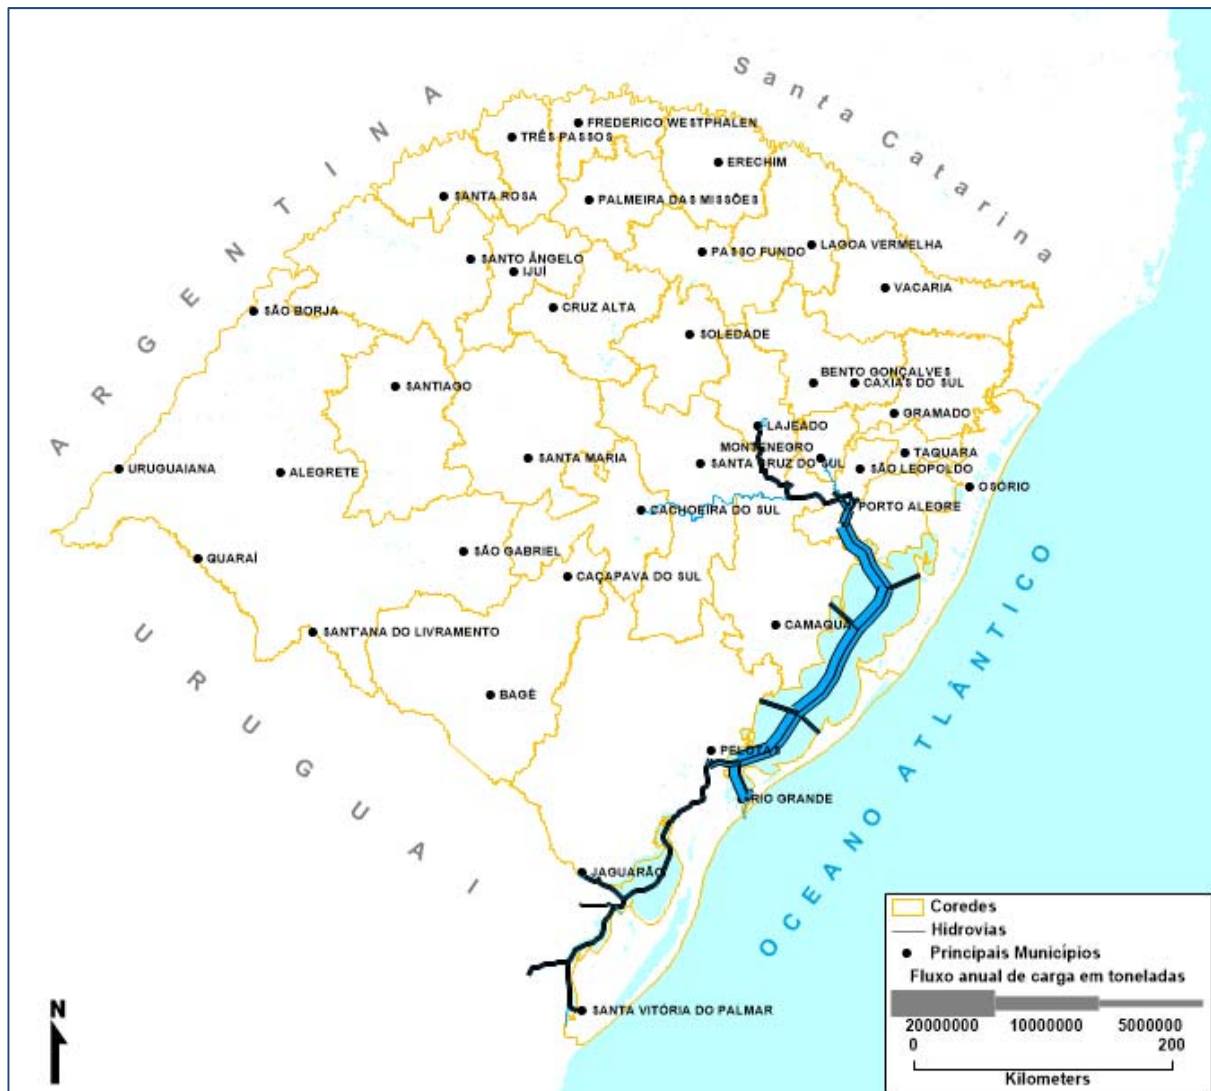 Santa Catarina
ARGENTINA
FREDERICO WESTPHALEN
TRÊS PASSOS
ERECHIM
SANTA ROSA
PALMEIRA DAS MISSÕES
LAGOA VERMELHA
PASSO FUNDO
SANTO ÂNGELO
IJUÍ
VACARIA
SÃO BORJA
CRUZ ALTA
SOLEDADE
BENTO GONÇALVES
CAXIAS DO SUL
SANTIAGO
GRAMADO
LAJEADO
MONTENEGRO
TAQUARA
SANTA MARIA
SANTA CRUZ DO SUL
SÃO LEOPOLDO
URUGUAIANA
ALEGRETE
OSÓRIO
CACHOEIRA DO SUL
PORTO ALEGRE
QUARAÍ
SÃO GABRIEL
CAÇAPAVA DO SUL
SANT'ANA DO LIVRAMENTO
CAMAQUÃ
URUGUAI
OCEANO ATLÂNTICO
BAGÉ
PELOTAS
RIO GRANDE
JAGUARÃO
SANTA VITÓRIA DO PALMAR
N
Coredes
Hidrovias
Principais Municípios
Fluxo anual de carga em toneladas
20000000 10000000 5000000
0 200
Kilometers